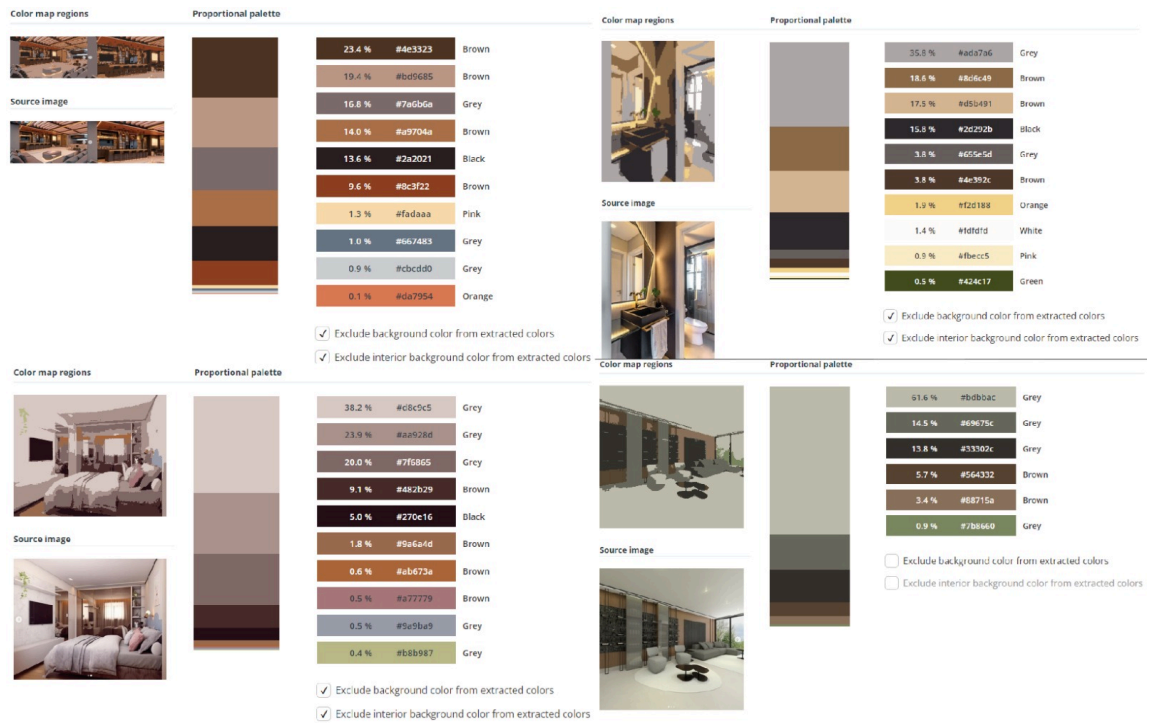 Color map regions
Proportional palette
23.4 % #4e3323 Brown
19.4 % #bd9685 Brown
16.8 % #7a6b6a Grey
14.0 % #a9704a Brown
13.6 % #2a2021 Black
9.6 % #8c3f22 Brown
1.3 % #fadaaa Pink
1.0 % #667483 Grey
0.9 % #cbcdd0 Grey
0.1 % #da7954 Orange
Source image
✓ Exclude background color from extracted colors
✓ Exclude interior background color from extracted colors
Color map regions
Proportional palette
35.8 % #ada7a6 Grey
18.6 % #8d6c49 Brown
17.5 % #d5b491 Brown
15.8 % #2d292b Black
3.8 % #655e5d Grey
3.8 % #4e392c Brown
1.9 % #f2d188 Orange
1.4 % #fdfdfd White
0.9 % #fbecc5 Pink
0.5 % #424c17 Green
Source image
✓ Exclude background color from extracted colors
✓ Exclude interior background color from extracted colors
Color map regions
Proportional palette
38.2 % #d8c9c5 Grey
23.9 % #aa928d Grey
20.0 % #7f6865 Grey
9.1 % #482b29 Brown
5.0 % #270e16 Black
1.8 % #9a6a4d Brown
0.6 % #ab673a Brown
0.5 % #a77779 Brown
0.5 % #9a9ba9 Grey
0.4 % #b8b987 Grey
Source image
✓ Exclude background color from extracted colors
✓ Exclude interior background color from extracted colors
Color map regions
Proportional palette
61.6 % #bdbbac Grey
14.5 % #69675c Grey
13.8 % #33302c Grey
5.7 % #564332 Brown
3.4 % #88715a Brown
0.9 % #7b8660 Grey
Source image
Exclude background color from extracted colors
Exclude interior background color from extracted colors